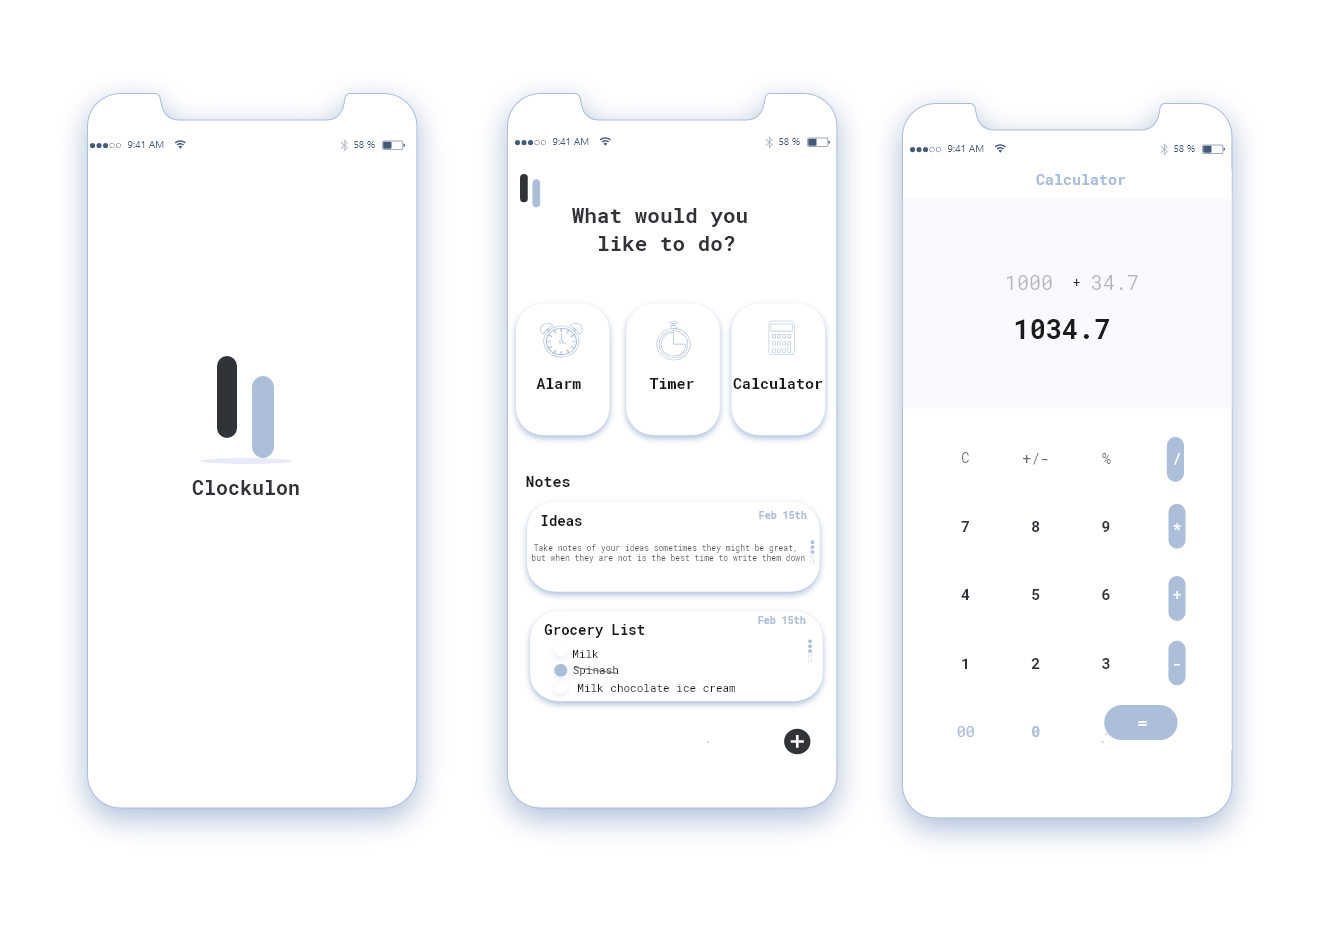 9:41 AM 58 %
Clockulon
9:41 AM 58 %
What would you
like to do?
Alarm Timer Calculator
Notes
Ideas Feb 15th
Take notes of your ideas sometimes they might be great,
but when they are not is the best time to write them down
Grocery List Feb 15th
Milk
Spinash
Milk chocolate ice cream
+
9:41 AM 58 %
Calculator
1000 + 34.7
1034.7
C +/- % /
7 8 9 *
4 5 6 +
1 2 3 -
00 0 . =